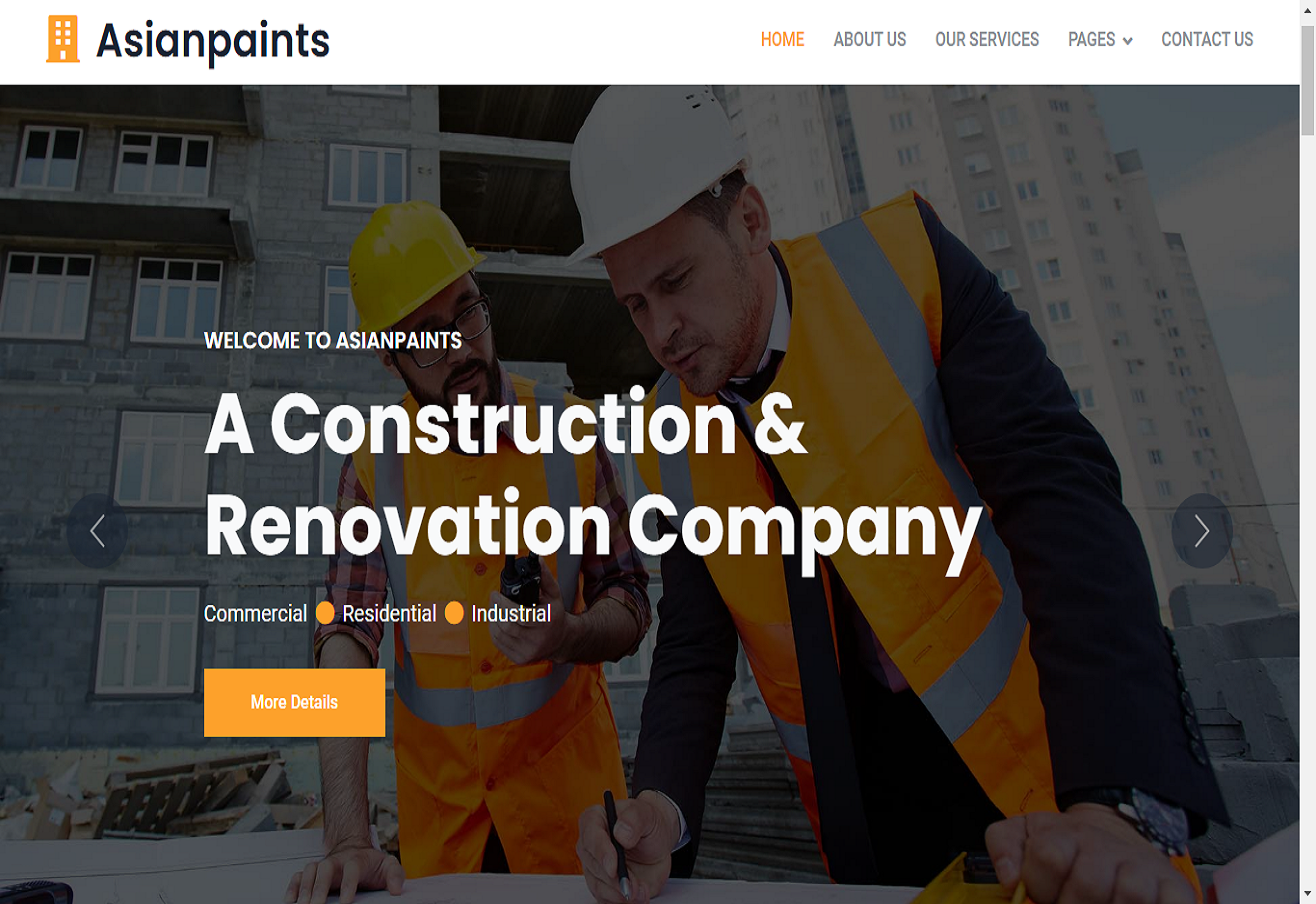 Asianpaints
HOME ABOUT US OUR SERVICES PAGES CONTACT US
WELCOME TO ASIANPAINTS
A Construction &
Renovation Company
Commercial Residential Industrial
More Details